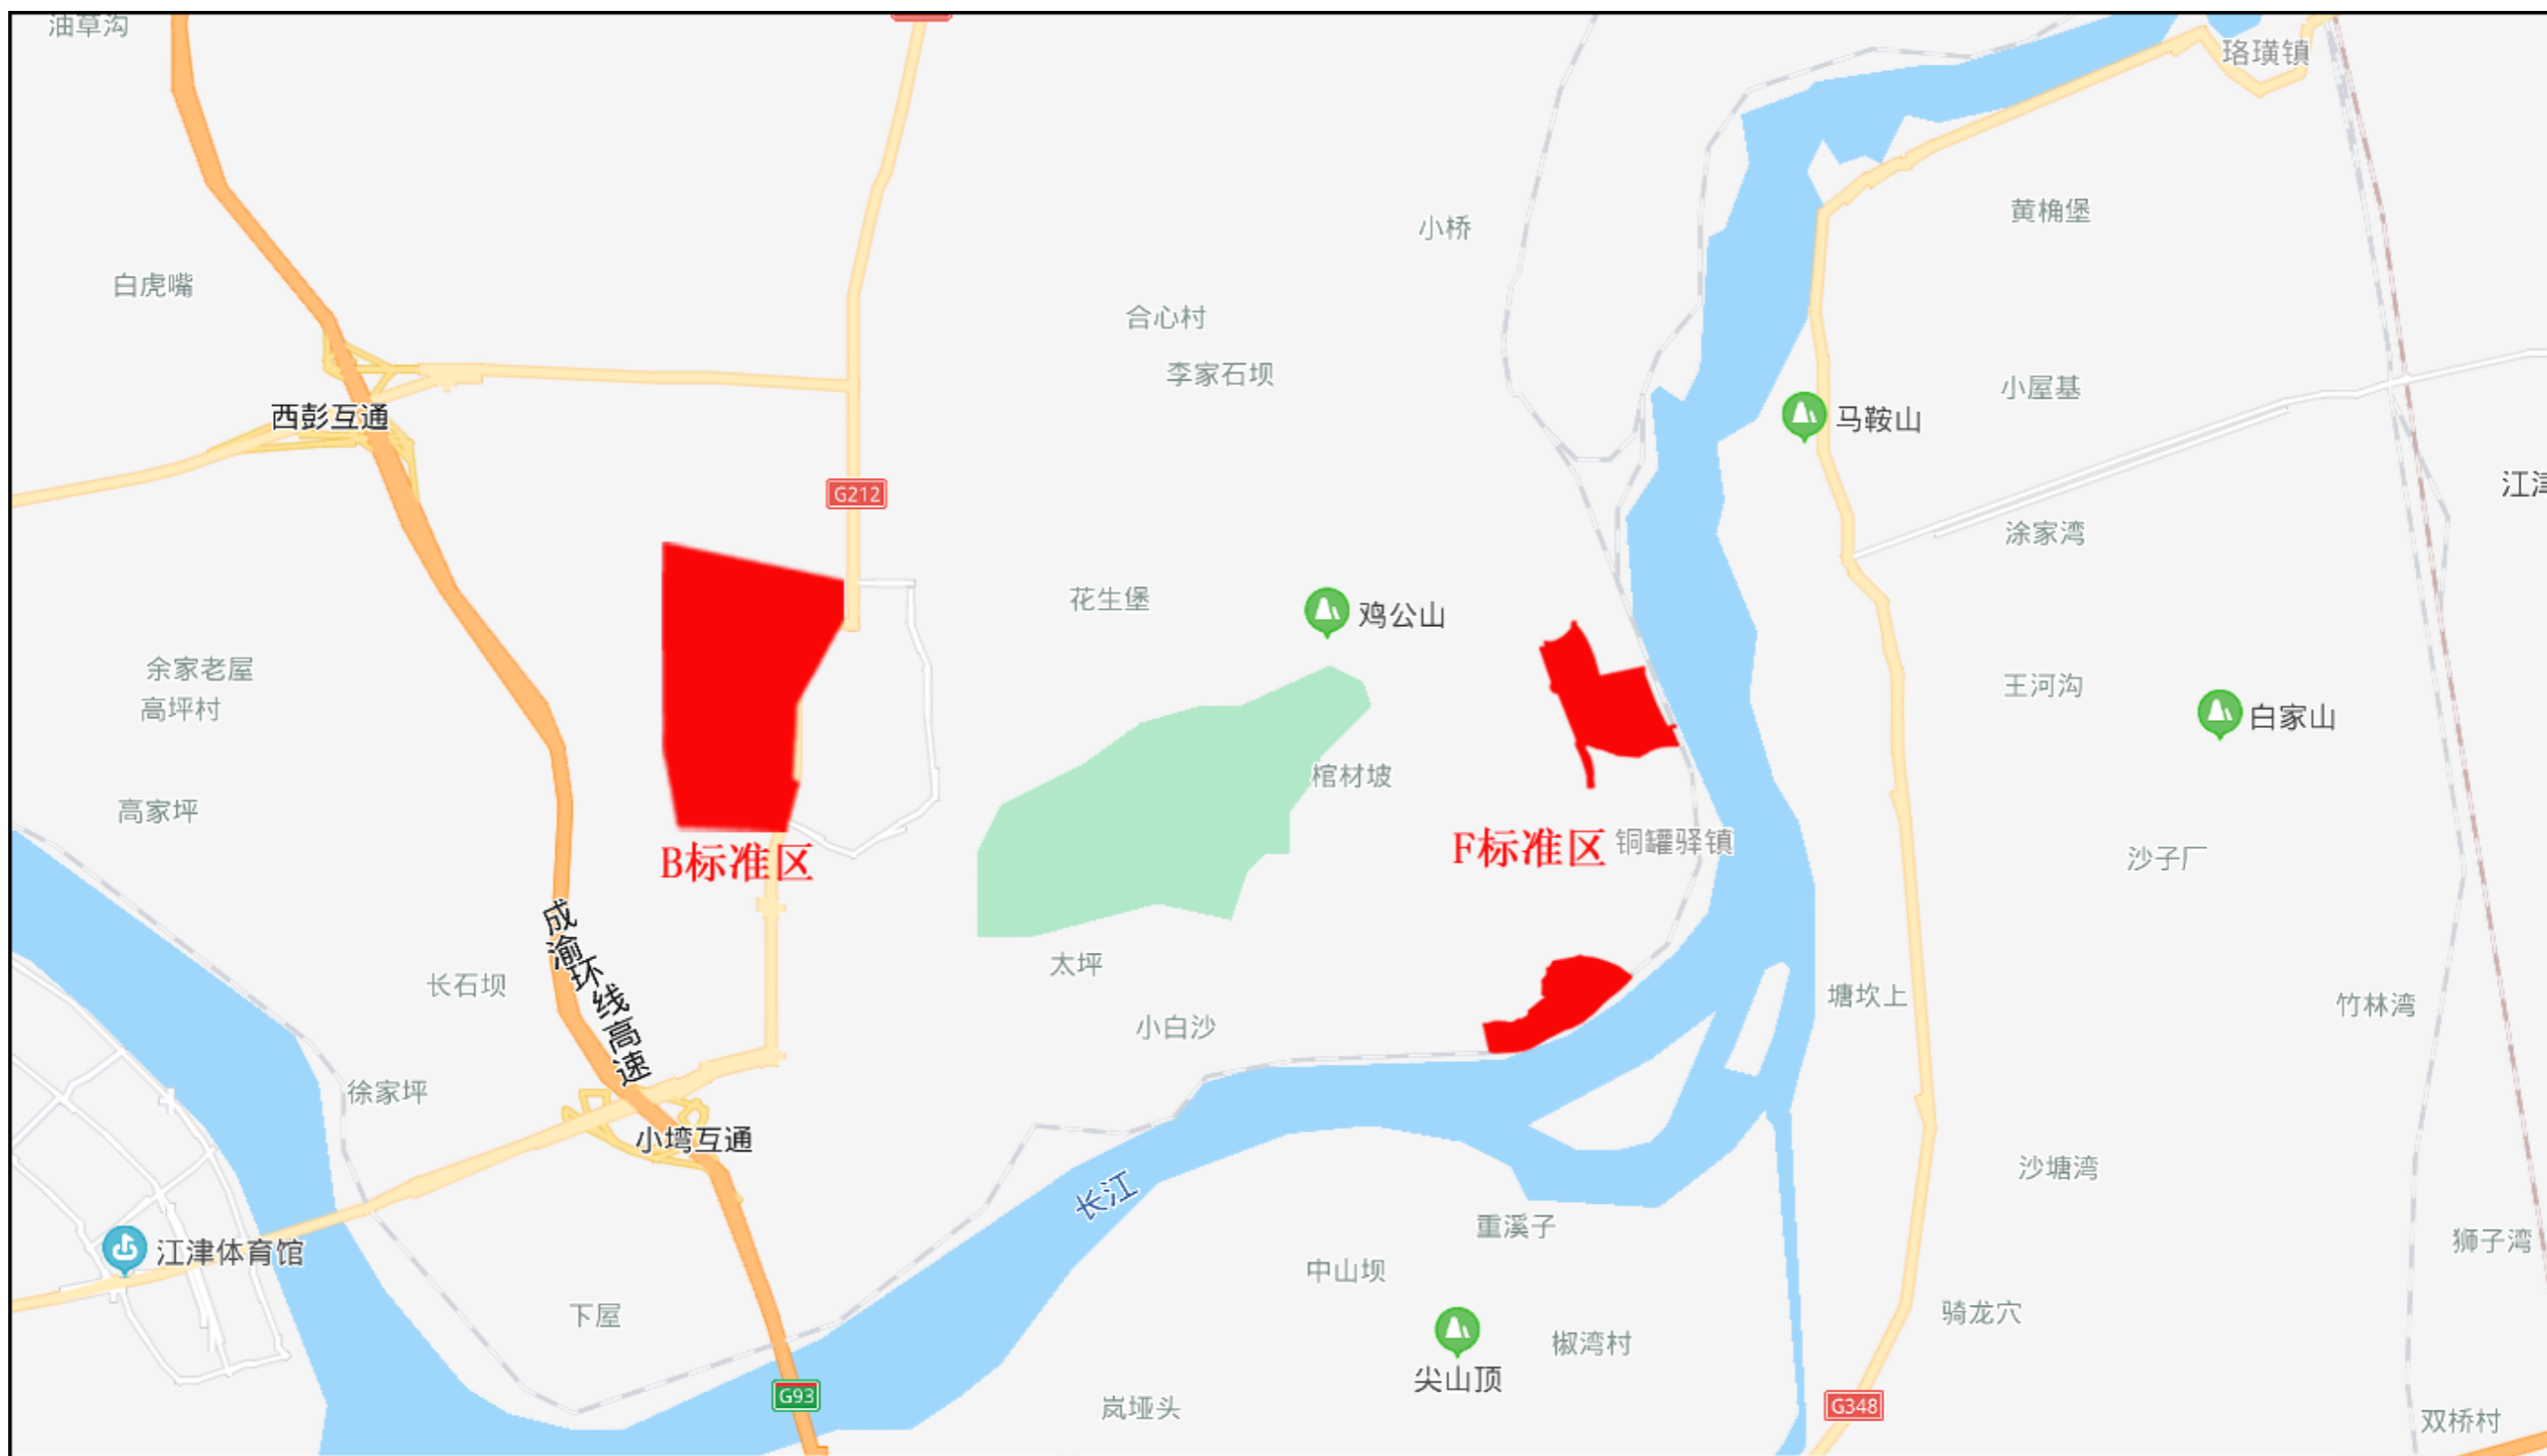 油草沟
珞璜镇
黄桷堡
小桥
白虎嘴
合心村
李家石坝
小屋基
西彭互通
马鞍山
G212
涂家湾
花生堡
鸡公山
余家老屋
高坪村
王河沟
白家山
棺材坡
高家坪
B标准区
F标准区
铜罐驿镇
沙子厂
成渝环线高速
太坪
长石坝
塘坎上
竹林湾
小白沙
徐家坪
小塆互通
沙塘湾
长江
重溪子
江津体育馆
狮子湾
中山坝
下屋
骑龙穴
椒湾村
尖山顶
G93
岚垭头
G348
双桥村